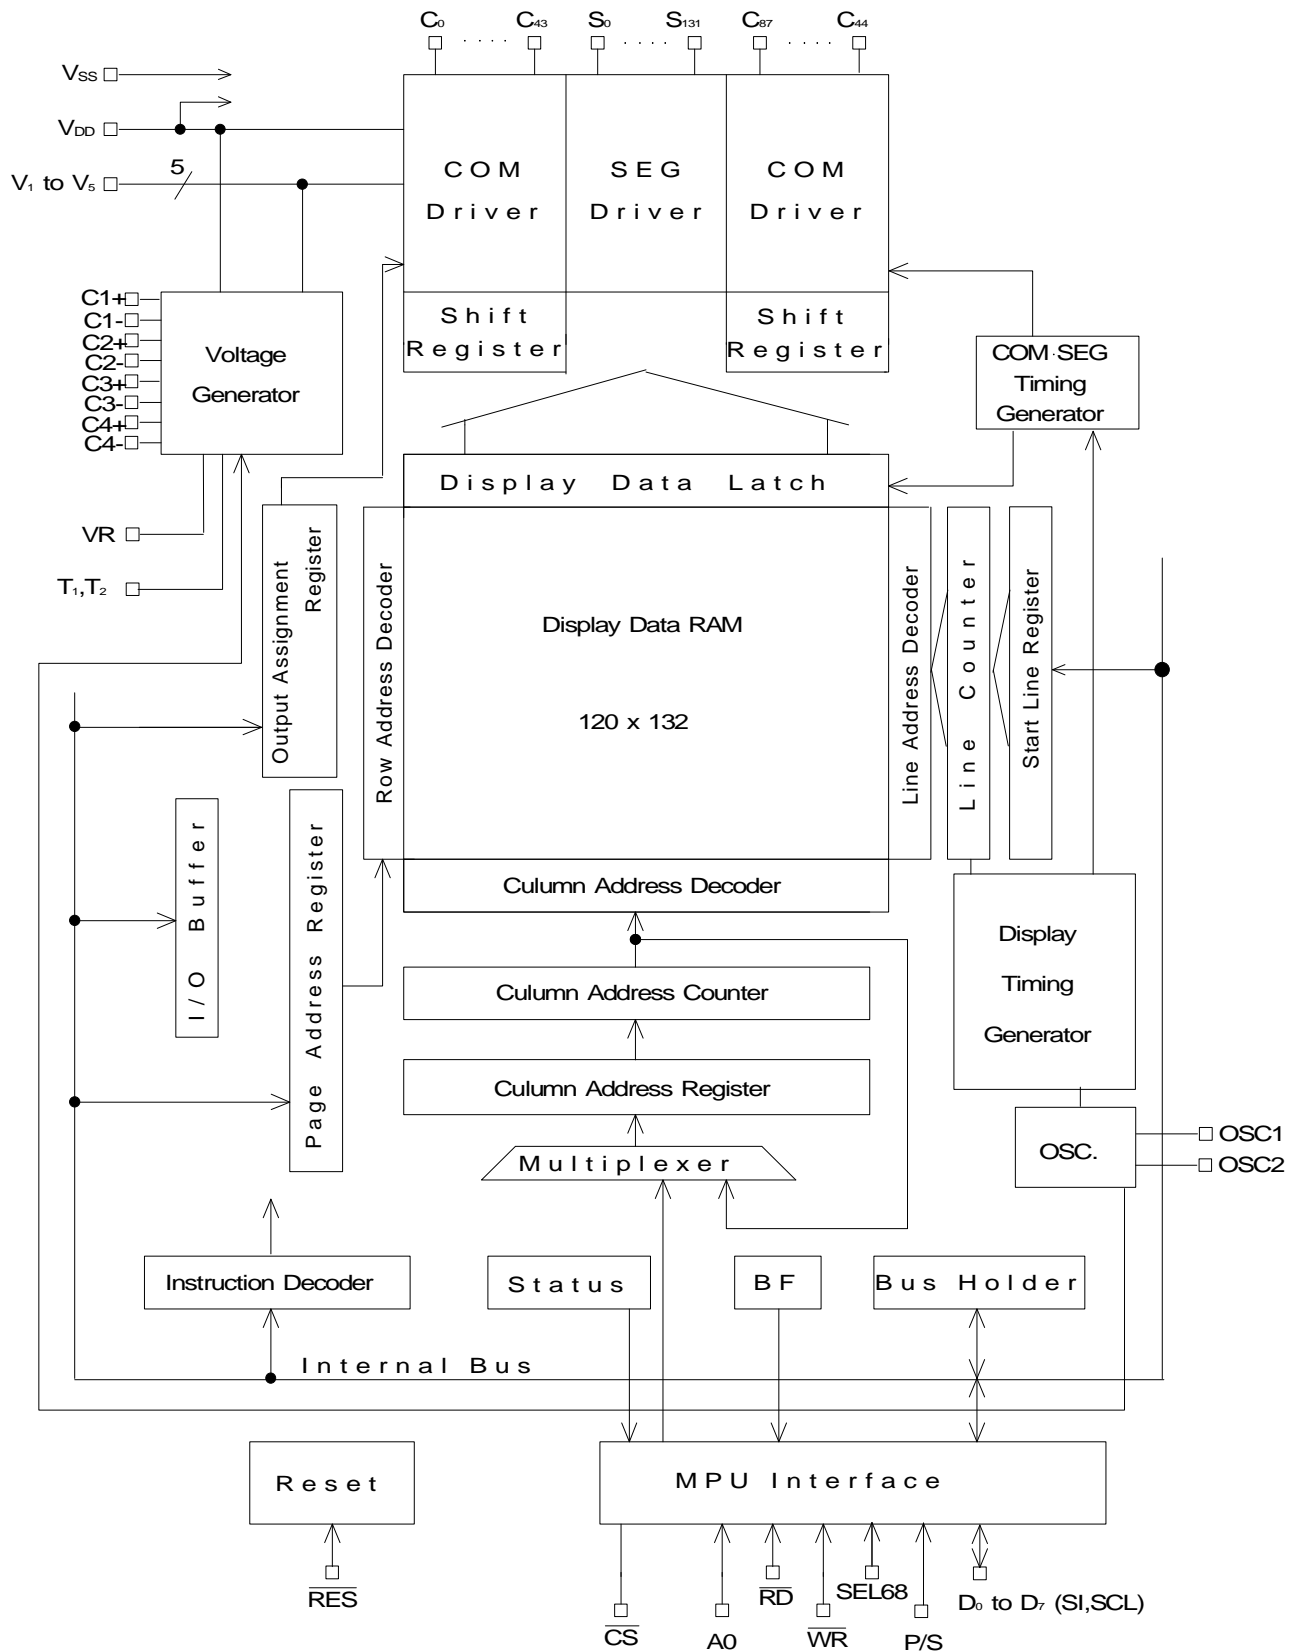 C0 .... C43 S0 .... S131 C87 .... C44
VSS
VDD
V1 to V5
5
COM
Driver
SEG
Driver
COM
Driver
Shift
Register
Shift
Register
C1+
C1-
C2+
C2-
C3+
C3-
C4+
C4-
Voltage
Generator
COM·SEG
Timing
Generator
VR
T1,T2
Display Data Latch
Output Assignment
Register
Row Address Decoder
Display Data RAM
120 x 132
Line Address Decoder
Line Counter
Start Line Register
I/O Buffer
Page Address Register
Culumn Address Decoder
Culumn Address Counter
Culumn Address Register
Multiplexer
Display
Timing
Generator
OSC.
OSC1
OSC2
Instruction Decoder
Status
BF
Bus Holder
Internal Bus
Reset
MPU Interface
RES
CS
A0
RD
WR
SEL68
P/S
D0 to D7 (SI,SCL)